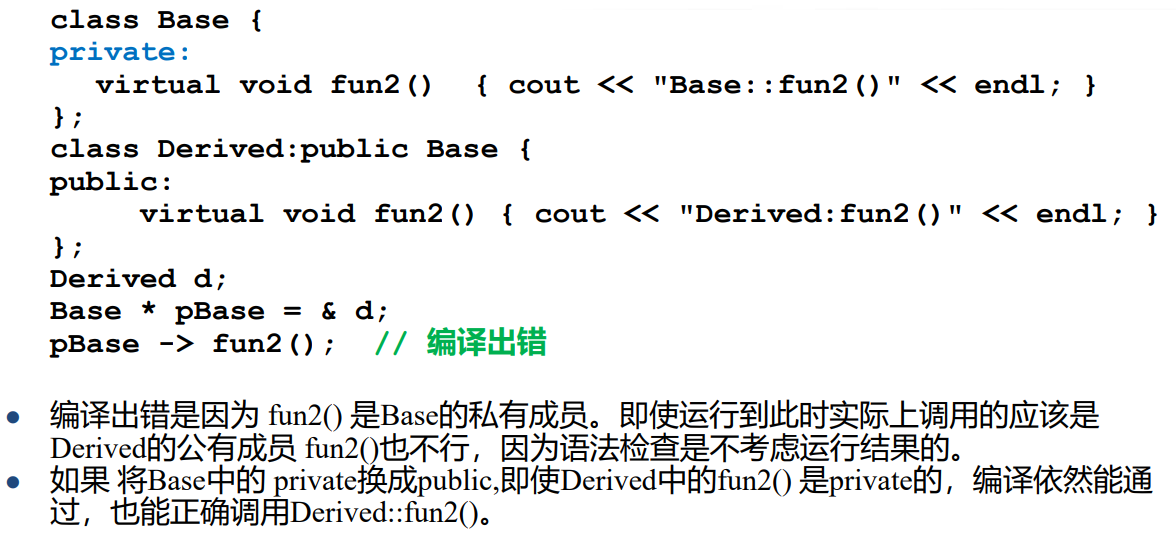 class Base {
private:
virtual void fun2() { cout << "Base::fun2()" << endl; }
};
class Derived:public Base {
public:
virtual void fun2() { cout << "Derived:fun2()" << endl; }
};
Derived d;
Base * pBase = & d;
pBase -> fun2(); // 编译出错
● 编译出错是因为 fun2() 是Base的私有成员。即使运行到此时实际上调用的应该是
Derived的公有成员 fun2()也不行，因为语法检查是不考虑运行结果的。
● 如果 将Base中的 private换成public,即使Derived中的fun2() 是private的，编译依然能通
过，也能正确调用Derived::fun2()。